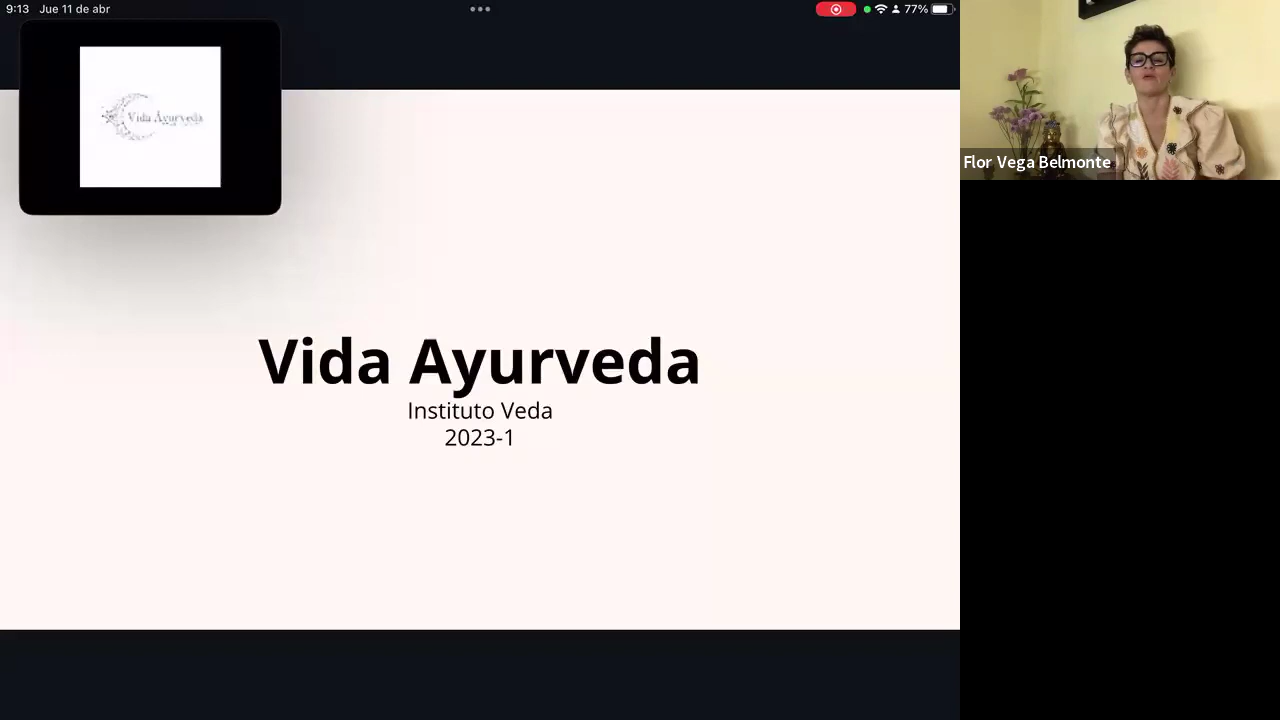 9:13 Jue 11 de abr
77%
Vida Ayurveda
Flor Vega Belmonte
Vida Ayurveda
Instituto Veda
2023-1